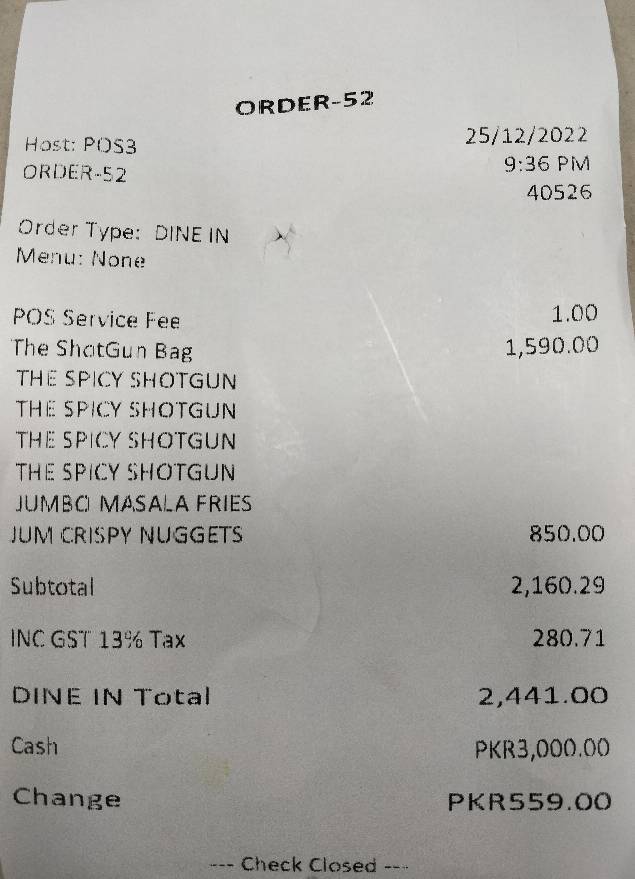 ORDER-52
Host: POS3 25/12/2022
ORDER-52 9:36 PM
40526
Order Type: DINE IN
Menu: None
POS Service Fee 1.00
The ShotGun Bag 1,590.00
THE SPICY SHOTGUN
THE SPICY SHOTGUN
THE SPICY SHOTGUN
THE SPICY SHOTGUN
JUMBO MASALA FRIES
JUM CRISPY NUGGETS 850.00
Subtotal 2,160.29
INC GST 13% Tax 280.71
DINE IN Total 2,441.00
Cash PKR3,000.00
Change PKR559.00
--- Check Closed ---